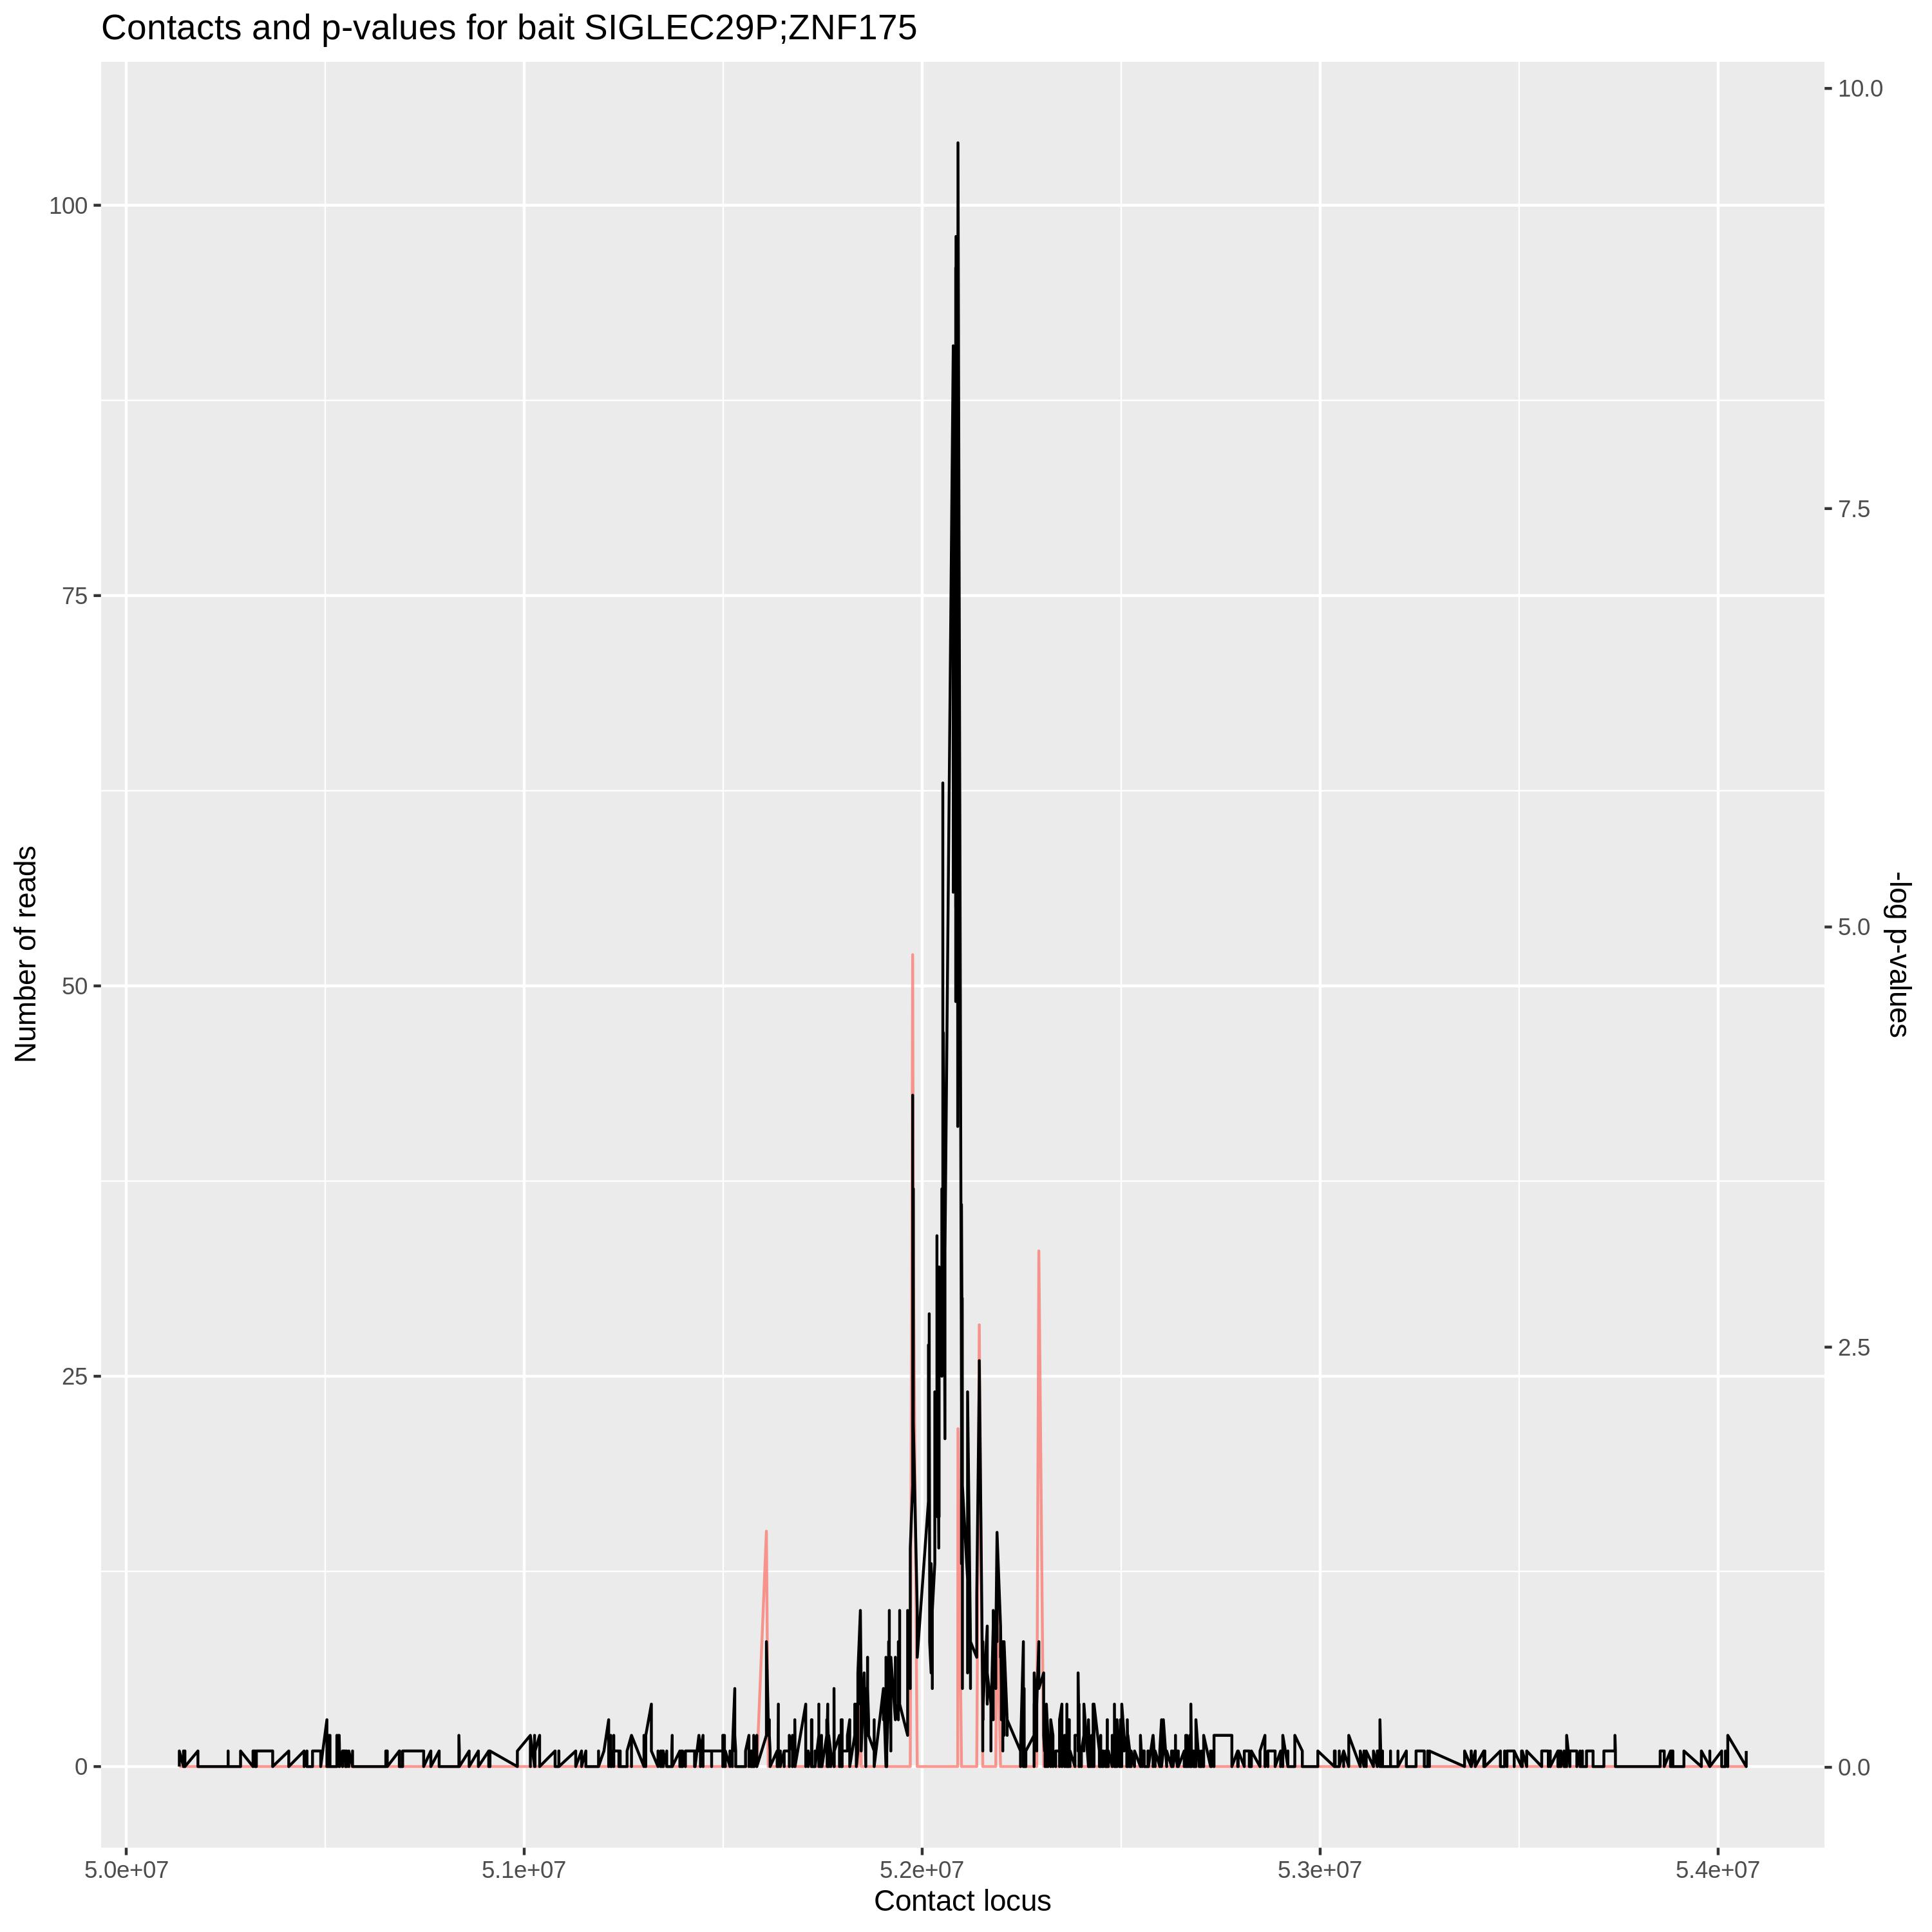 Contacts and p-values for bait SIGLEC29P;ZNF175
10.0
100
7.5
75
Number of reads
-log p-values
5.0
50
2.5
25
0
0.0
5.0e+07 5.1e+07 5.2e+07 5.3e+07 5.4e+07
Contact locus